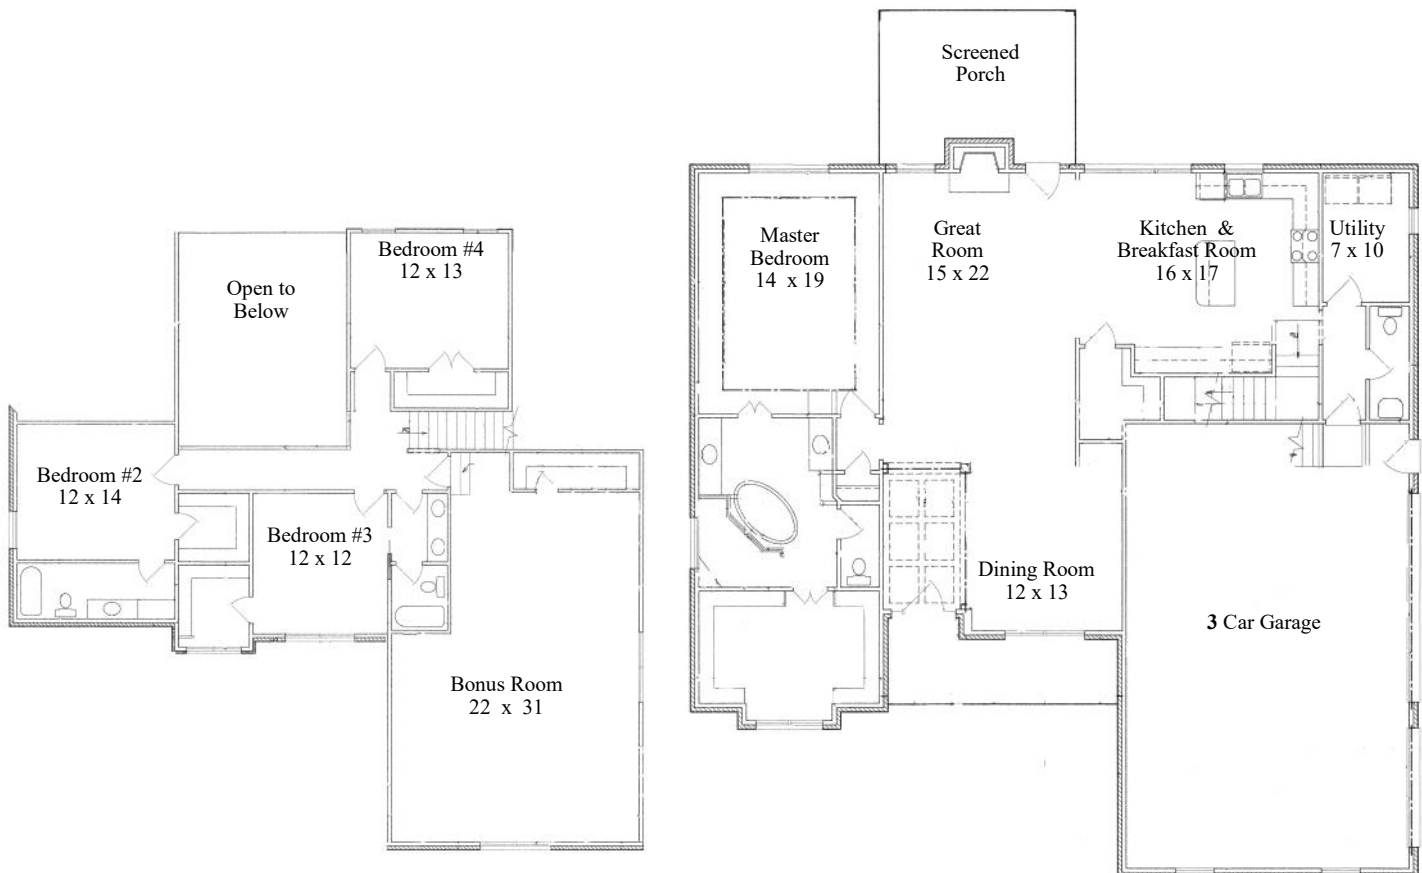 Screened
Porch
Master
Bedroom
14 x 19
Great
Room
15 x 22
Kitchen &
Breakfast Room
16 x 17
Utility
7 x 10
Bedroom #4
12 x 13
Open to
Below
Bedroom #2
12 x 14
Bedroom #3
12 x 12
Dining Room
12 x 13
3 Car Garage
Bonus Room
22 x 31